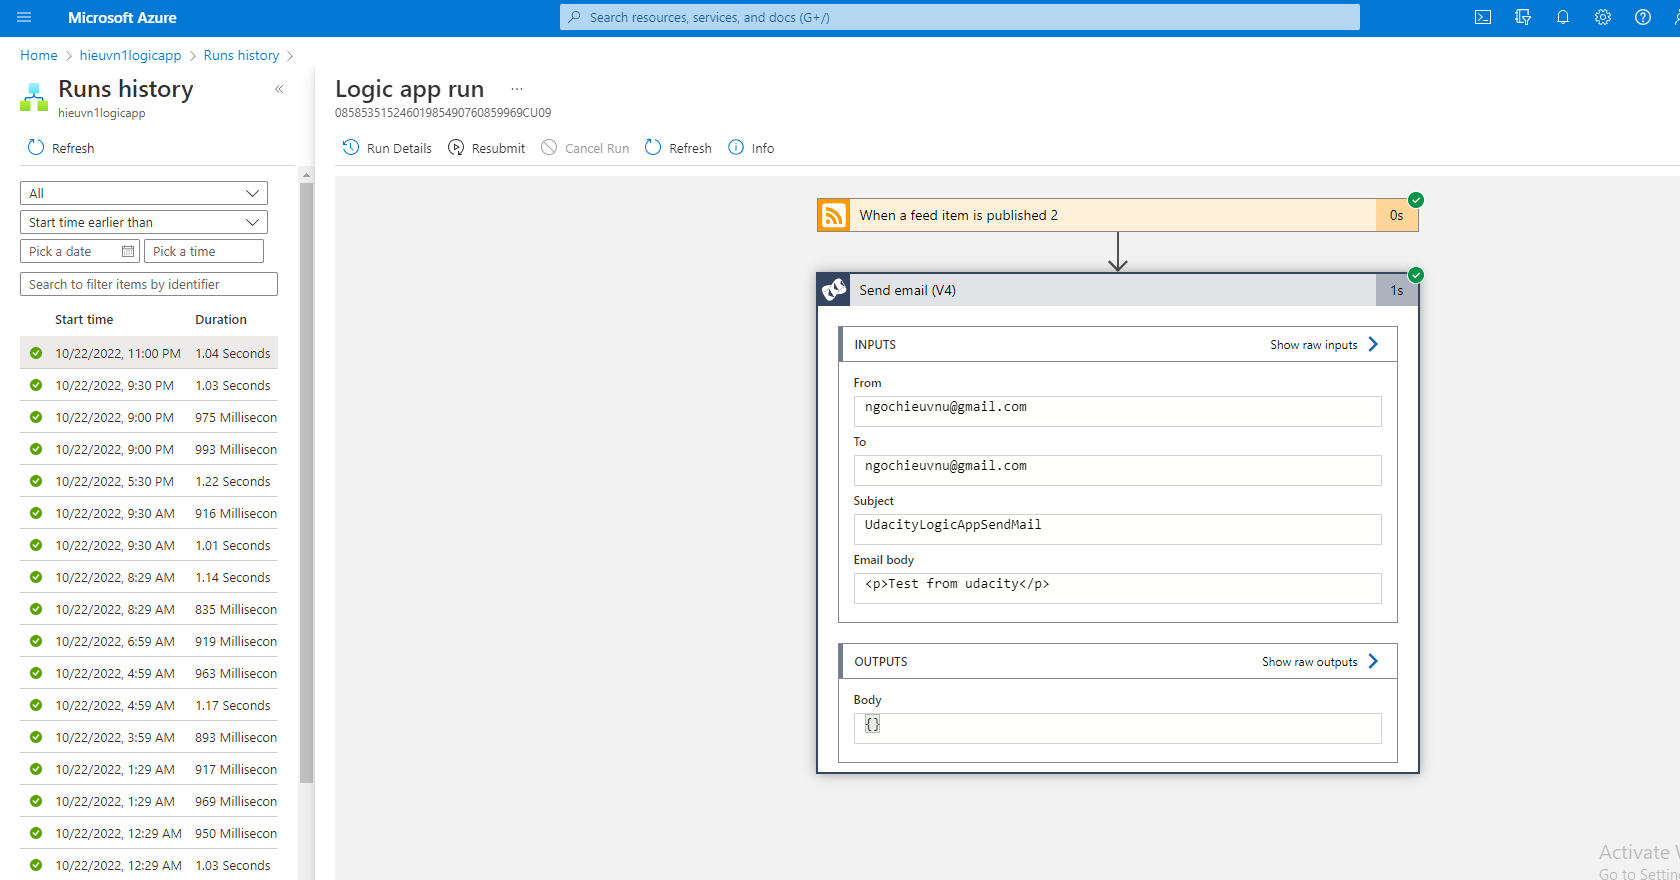 Microsoft Azure
Search resources, services, and docs (G+/)
Home > hieuvn1logicapp > Runs history >
Runs history
hieuvn1logicapp
Refresh
All
Start time earlier than
Pick a date
Pick a time
Search to filter items by identifier
Start time Duration
10/22/2022, 11:00 PM 1.04 Seconds
10/22/2022, 9:30 PM 1.03 Seconds
10/22/2022, 9:00 PM 975 Millisecon
10/22/2022, 9:00 PM 993 Millisecon
10/22/2022, 5:30 PM 1.22 Seconds
10/22/2022, 9:30 AM 916 Millisecon
10/22/2022, 9:30 AM 1.01 Seconds
10/22/2022, 8:29 AM 1.14 Seconds
10/22/2022, 8:29 AM 835 Millisecon
10/22/2022, 6:59 AM 919 Millisecon
10/22/2022, 4:59 AM 963 Millisecon
10/22/2022, 4:59 AM 1.17 Seconds
10/22/2022, 3:59 AM 893 Millisecon
10/22/2022, 1:29 AM 917 Millisecon
10/22/2022, 1:29 AM 969 Millisecon
10/22/2022, 12:29 AM 950 Millisecon
10/22/2022, 12:29 AM 1.03 Seconds
Logic app run ...
08585351524601985490760859969CU09
Run Details Resubmit Cancel Run Refresh Info
When a feed item is published 2 0s
Send email (V4) 1s
INPUTS Show raw inputs
From
ngochieuvnu@gmail.com
To
ngochieuvnu@gmail.com
Subject
UdacityLogicAppSendMail
Email body
<p>Test from udacity</p>
OUTPUTS Show raw outputs
Body
{}
Activate W
Go to Settin